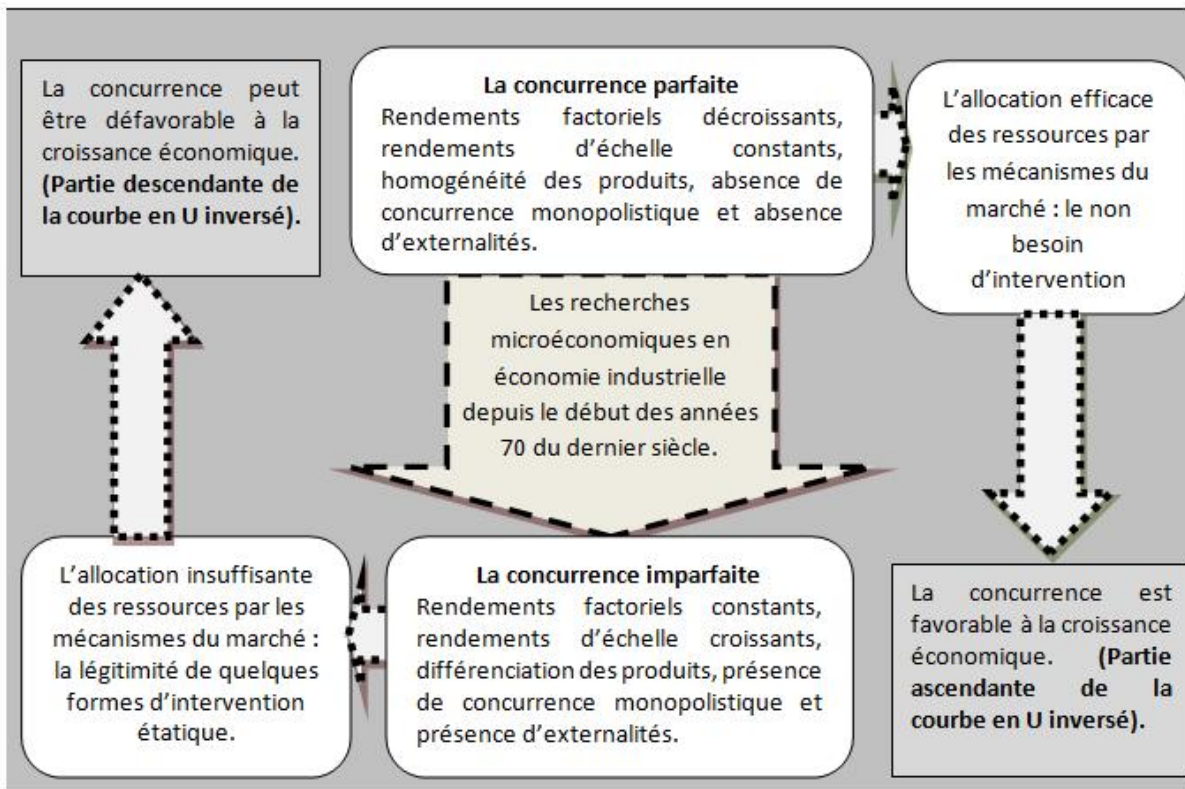 La concurrence peut
être défavorable à la
croissance économique.
(Partie descendante de
la courbe en U inversé).
La concurrence parfaite
Rendements factoriels décroissants,
rendements d’échelle constants,
homogénéité des produits, absence de
concurrence monopolistique et absence
d’externalités.
L’allocation efficace
des ressources par
les mécanismes du
marché : le non
besoin
d’intervention
Les recherches
microéconomiques en
économie industrielle
depuis le début des années
70 du dernier siècle.
L’allocation insuffisante
des ressources par les
mécanismes du marché :
la légitimité de quelques
formes d’intervention
étatique.
La concurrence imparfaite
Rendements factoriels constants,
rendements d’échelle croissants,
différenciation des produits, présence
de concurrence monopolistique et
présence d’externalités.
La concurrence est
favorable à la croissance
économique. (Partie
ascendante de la
courbe en U inversé).